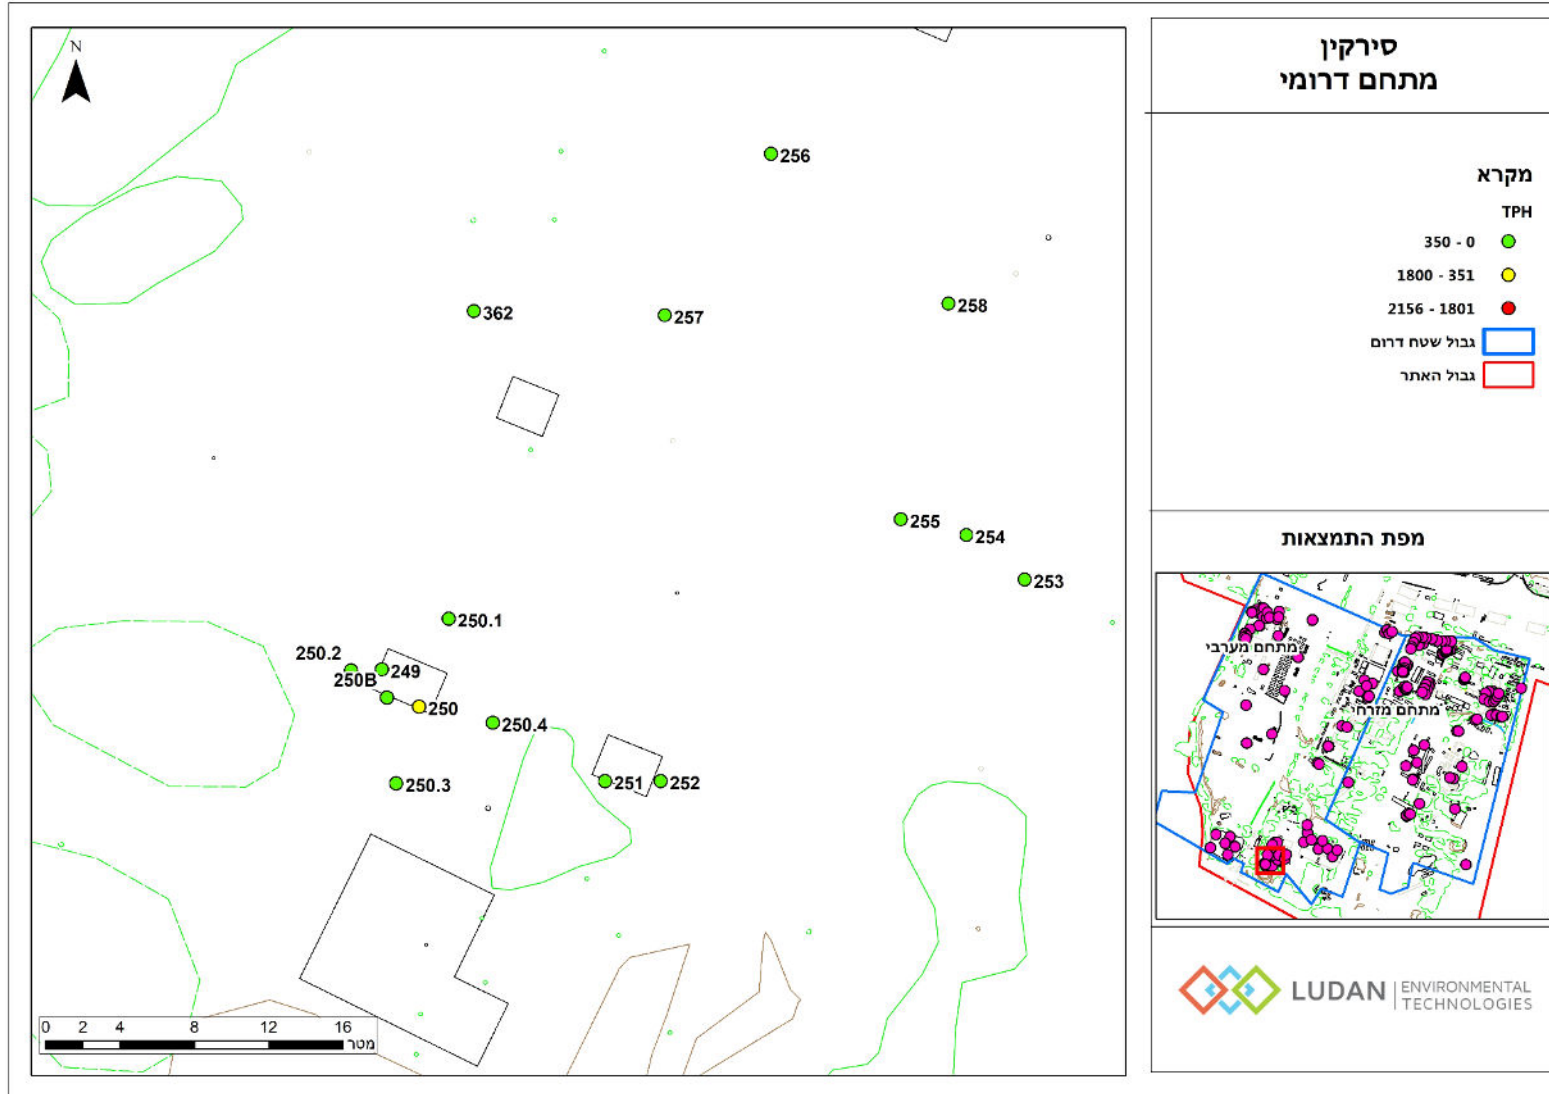 סירקין
מתחם דרומי
N
256
362
257
258
255
254
253
250.1
250.2
249
250B
250
250.4
250.3
251
252
0 2 4 8 12 16
מטר
מקרא
TPH
350 - 0
1800 - 351
2156 - 1801
גבול שטח דרום
גבול האתר
מפת התמצאות
מתחם מערבי
מתחם מזרחי
LUDAN
ENVIRONMENTAL
TECHNOLOGIES